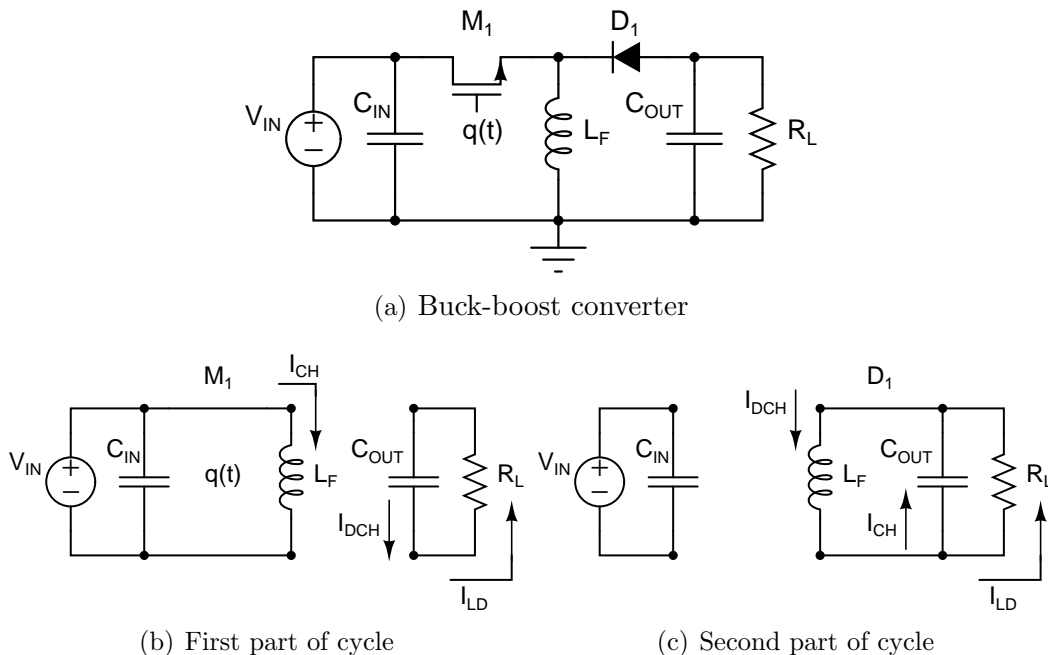 M1 D1
VIN + − CIN q(t) LF COUT RL
(a) Buck-boost converter
M1 ICH
VIN + − CIN q(t) LF COUT RL
IDCH
ILD
(b) First part of cycle
D1
IDCH
VIN + − CIN LF COUT RL
ICH
ILD
(c) Second part of cycle